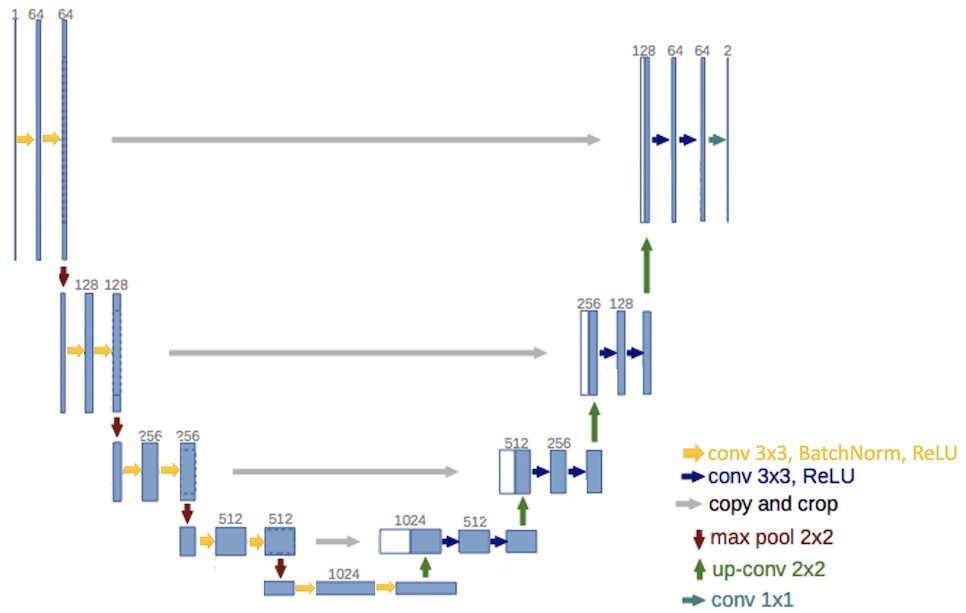 1 64 64
128 64 64 2
128 128
256 128
256 256
512 256
512 512
1024 512
1024
conv 3x3, BatchNorm, ReLU
conv 3x3, ReLU
copy and crop
max pool 2x2
up-conv 2x2
conv 1x1